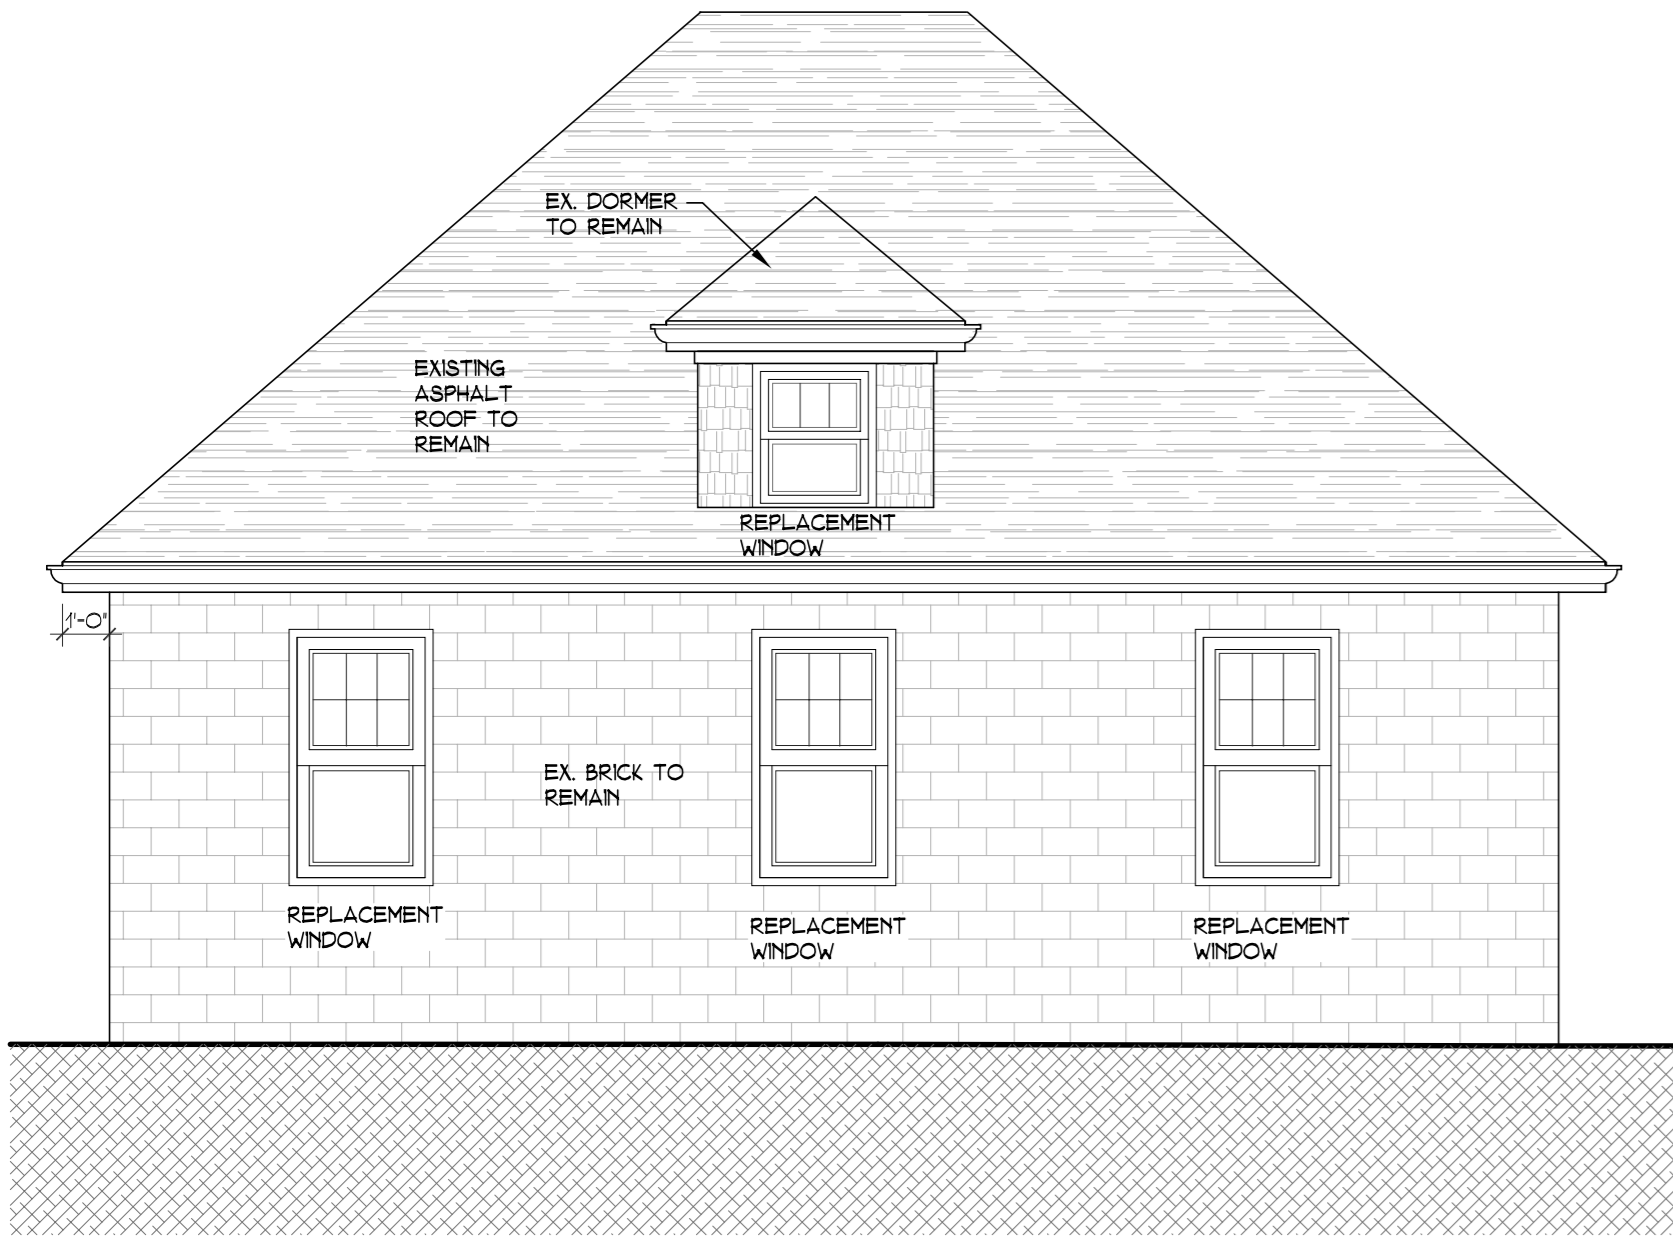 EX. DORMER
TO REMAIN
EXISTING
ASPHALT
ROOF TO
REMAIN
REPLACEMENT
WINDOW
1'-0"
EX. BRICK TO
REMAIN
REPLACEMENT
WINDOW
REPLACEMENT
WINDOW
REPLACEMENT
WINDOW